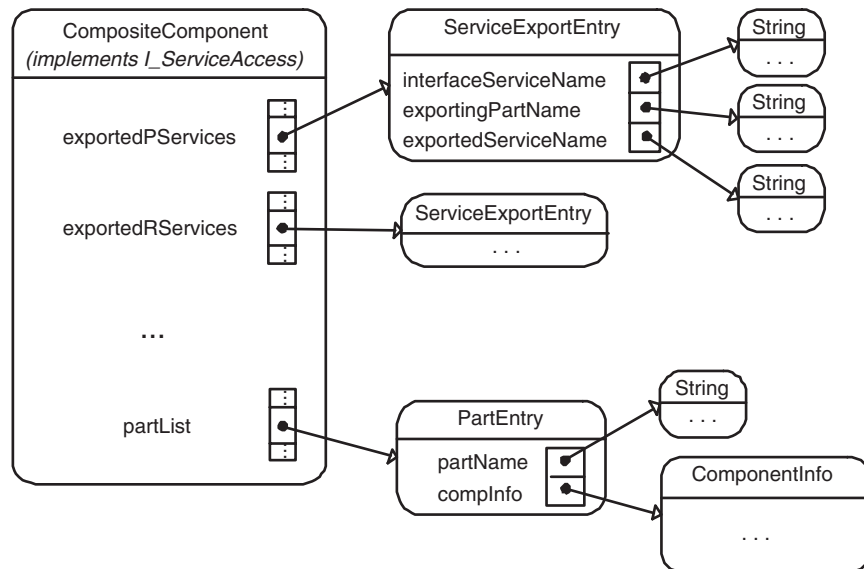 CompositeComponent
(implements I_ServiceAccess)
exportedPServices
exportedRServices
...
partList
ServiceExportEntry
interfaceServiceName
exportingPartName
exportedServiceName
String
. . .
String
. . .
String
. . .
ServiceExportEntry
. . .
PartEntry
partName
compInfo
String
. . .
ComponentInfo
. . .